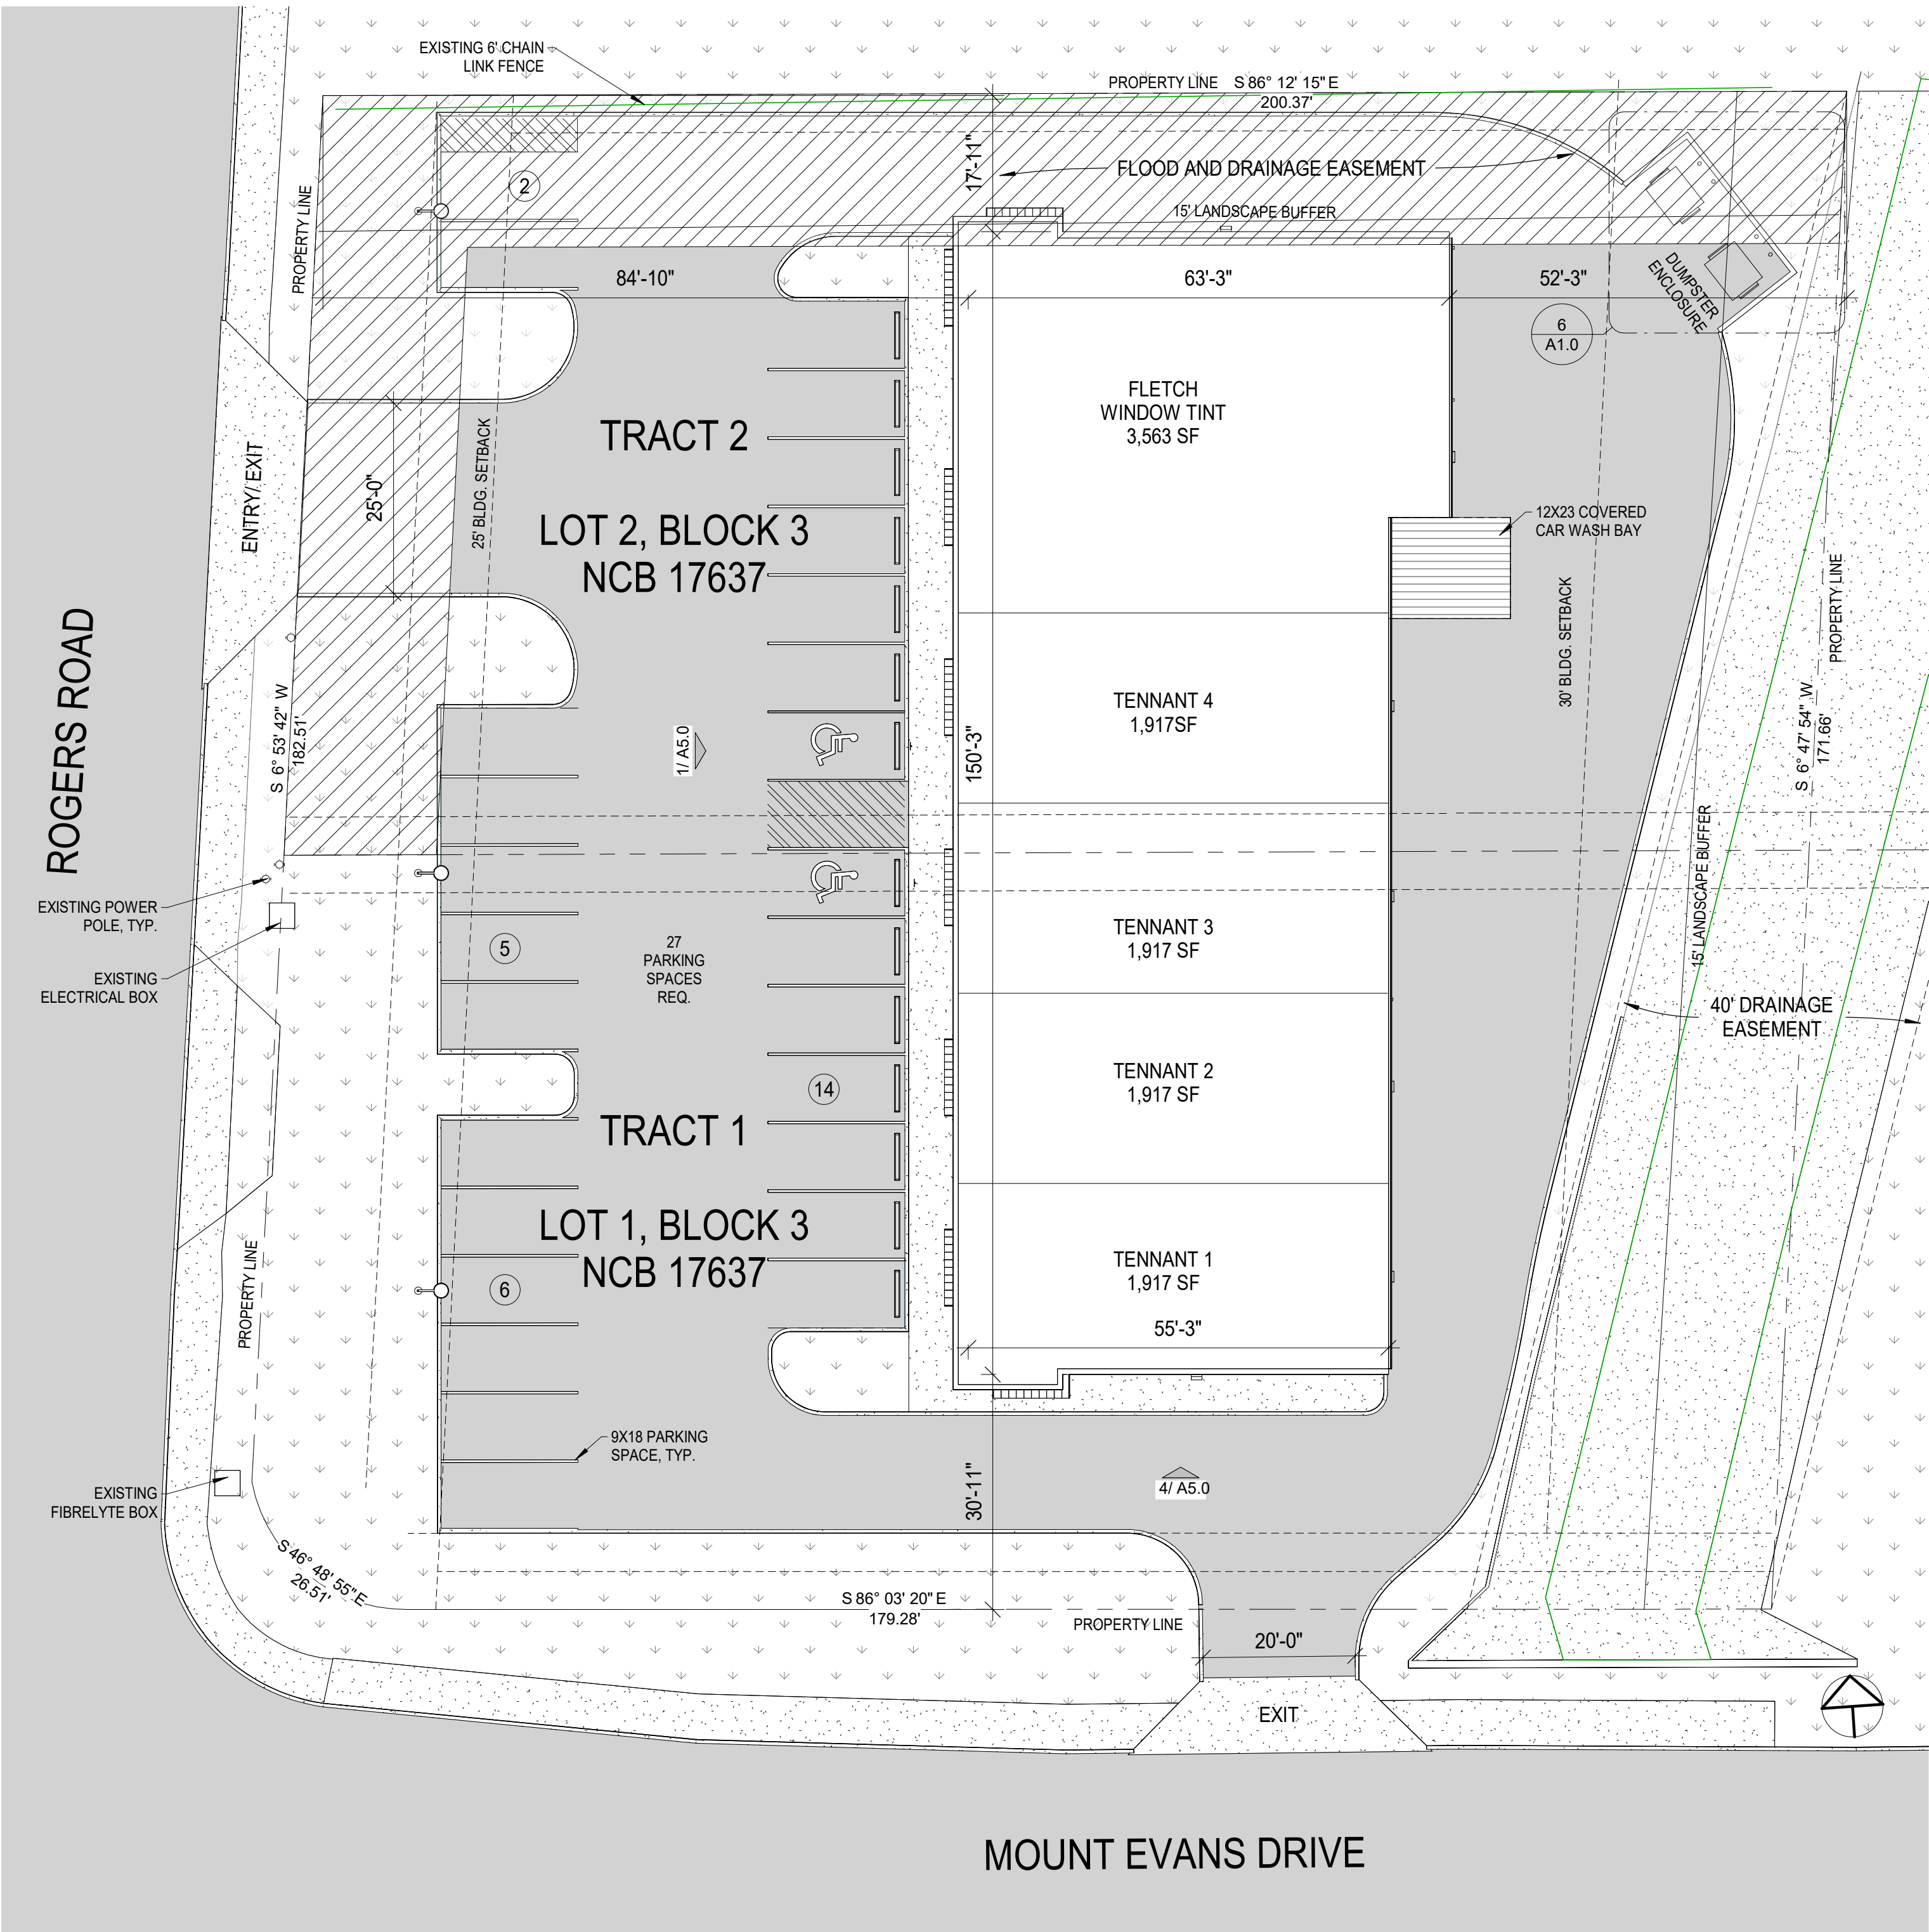 EXISTING 6' CHAIN
LINK FENCE
PROPERTY LINE S 86° 12' 15" E
200.37'
17'-11"
FLOOD AND DRAINAGE EASEMENT
2
15' LANDSCAPE BUFFER
PROPERTY LINE
84'-10"
63'-3"
52'-3"
DUMPSTER
ENCLOSURE
6
A1.0
FLETCH
WINDOW TINT
3,563 SF
TRACT 2
LOT 2, BLOCK 3
NCB 17637
ENTRY/ EXIT
25'-0"
25' BLDG. SETBACK
12X23 COVERED
CAR WASH BAY
30' BLDG. SETBACK
PROPERTY LINE
S 6° 47' 54" W
171.66'
ROGERS ROAD
S 6° 53' 42" W
182.51'
1/ A5.0
150'-3"
TENNANT 4
1,917SF
15' LANDSCAPE BUFFER
EXISTING POWER
POLE, TYP.
EXISTING
ELECTRICAL BOX
5
27
PARKING
SPACES
REQ.
TENNANT 3
1,917 SF
40' DRAINAGE
EASEMENT
TENNANT 2
1,917 SF
14
TRACT 1
LOT 1, BLOCK 3
NCB 17637
6
PROPERTY LINE
TENNANT 1
1,917 SF
55'-3"
9X18 PARKING
SPACE, TYP.
30'-11"
4/ A5.0
EXISTING
FIBRELYTE BOX
S 46° 48' 55" E
26.51'
S 86° 03' 20" E
179.28'
PROPERTY LINE
20'-0"
EXIT
MOUNT EVANS DRIVE